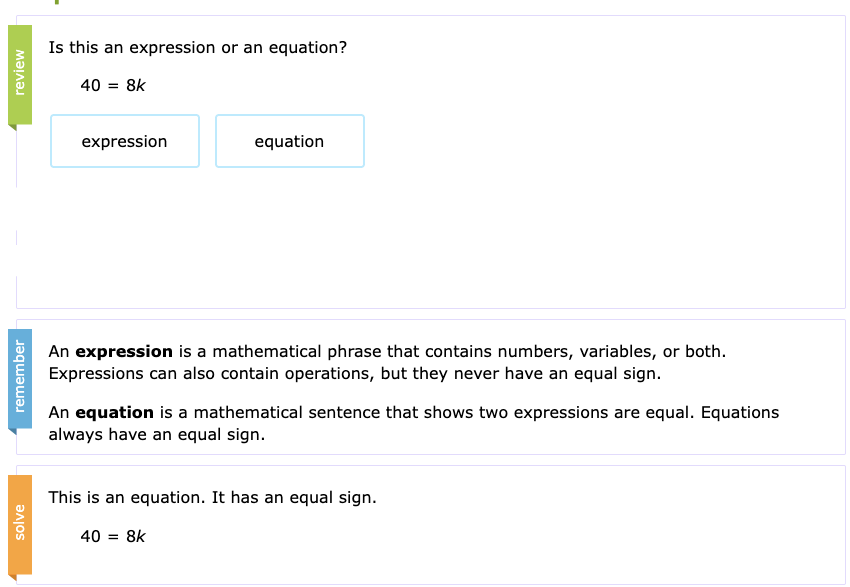 review
Is this an expression or an equation?
40 = 8k
expression
equation
remember
An expression is a mathematical phrase that contains numbers, variables, or both.
Expressions can also contain operations, but they never have an equal sign.
An equation is a mathematical sentence that shows two expressions are equal. Equations
always have an equal sign.
solve
This is an equation. It has an equal sign.
40 = 8k